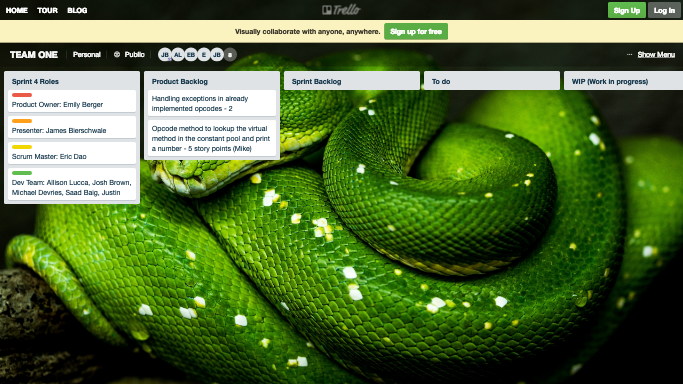 HOME TOUR BLOG
Trello
Sign Up Log In
Visually collaborate with anyone, anywhere. Sign up for free
TEAM ONE Personal Public JB AL EB E JB 8 ··· Show Menu
Sprint 4 Roles
Product Owner: Emily Berger
Presenter: James Bierschwale
Scrum Master: Eric Dao
Dev Team: Allison Lucca, Josh Brown,
Michael Devries, Saad Baig, Justin
Product Backlog
Handling exceptions in already
implemented opcodes - 2
Opcode method to lookup the virtual
method in the constant pool and print
a number - 5 story points (Mike)
Sprint Backlog
To do
WIP (Work in progress)